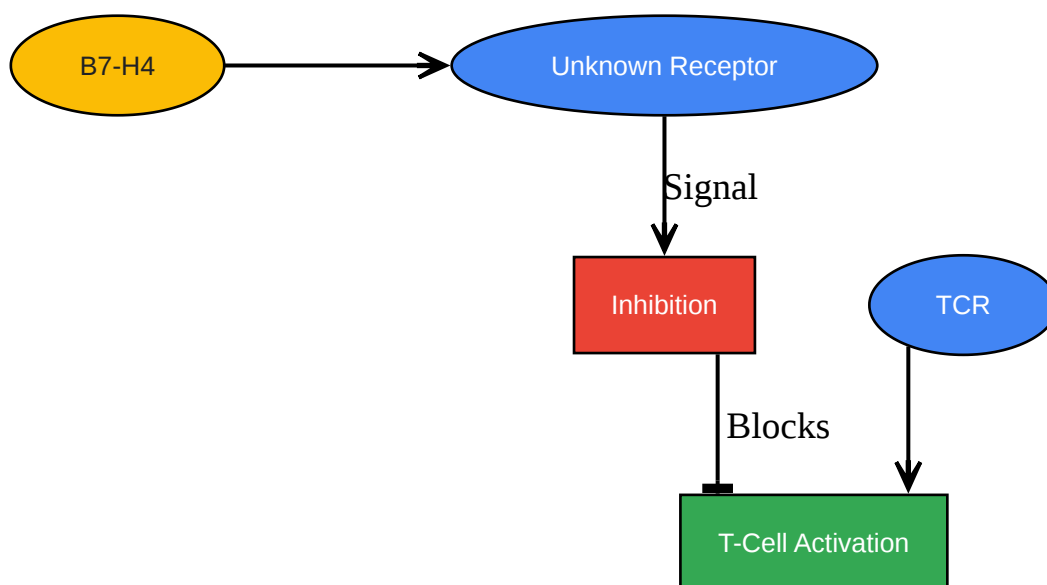 B7-H4
Unknown Receptor
Signal
Inhibition
TCR
Blocks
T-Cell Activation